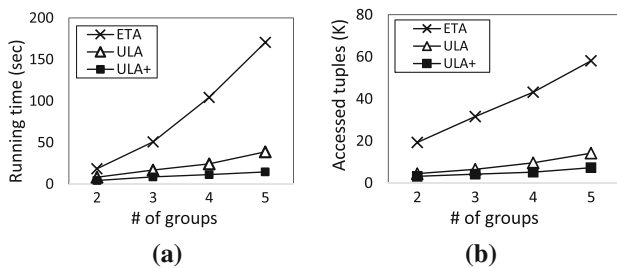 200
150
100
50
0
Running time (sec)
ETA
ULA
ULA+
2 3 4 5
# of groups
(a)
80
60
40
20
0
Accessed tuples (K)
ETA
ULA
ULA+
2 3 4 5
# of groups
(b)